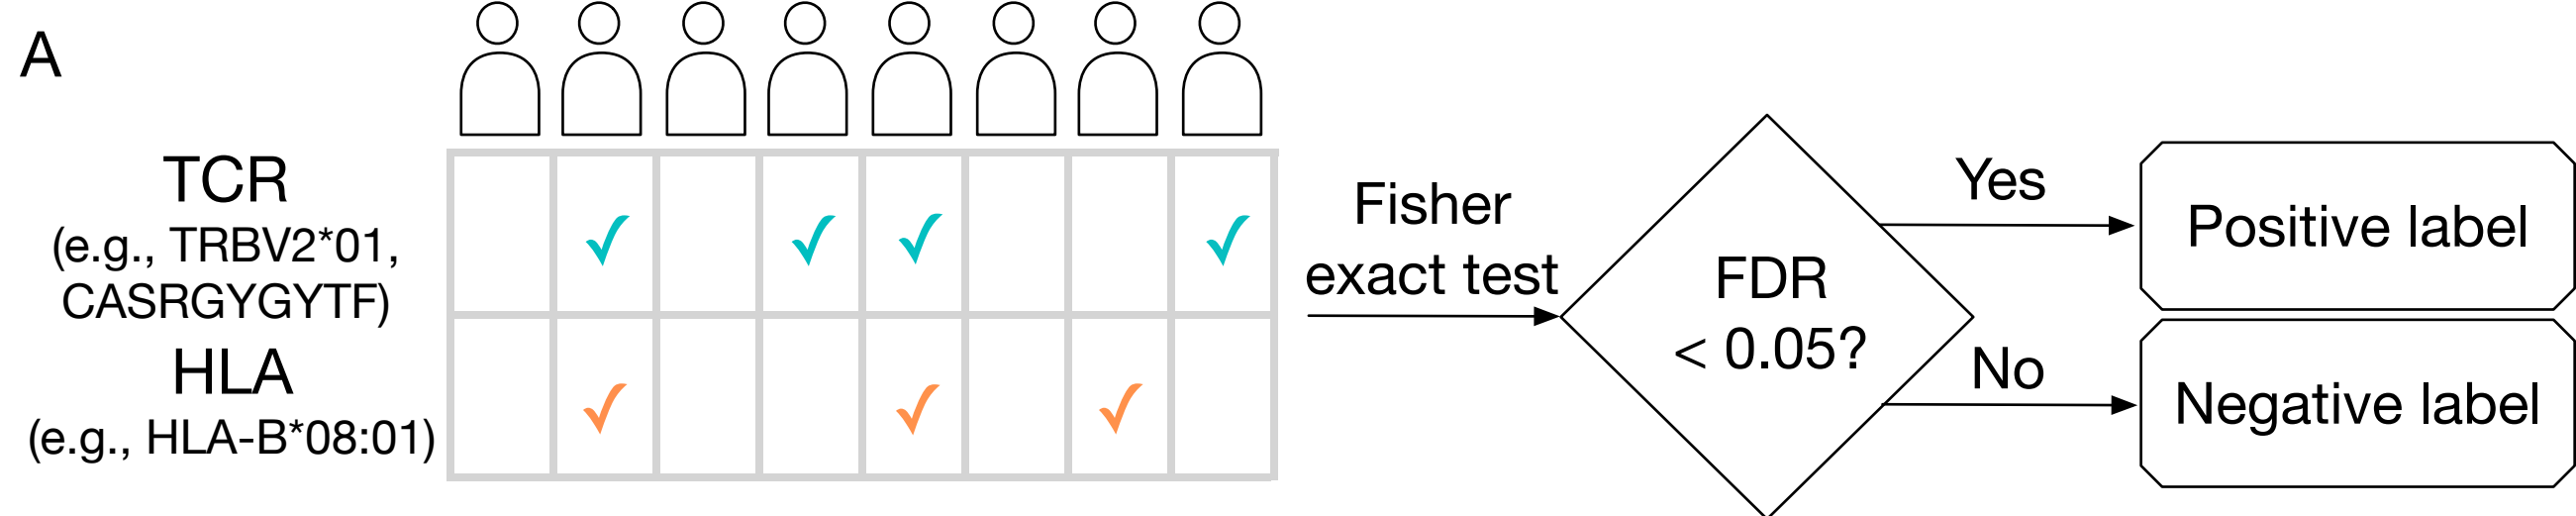 A
TCR
(e.g., TRBV2*01,
CASRGYGYTF)
HLA
(e.g., HLA-B*08:01)
Fisher
exact test
FDR
< 0.05?
Yes
Positive label
No
Negative label